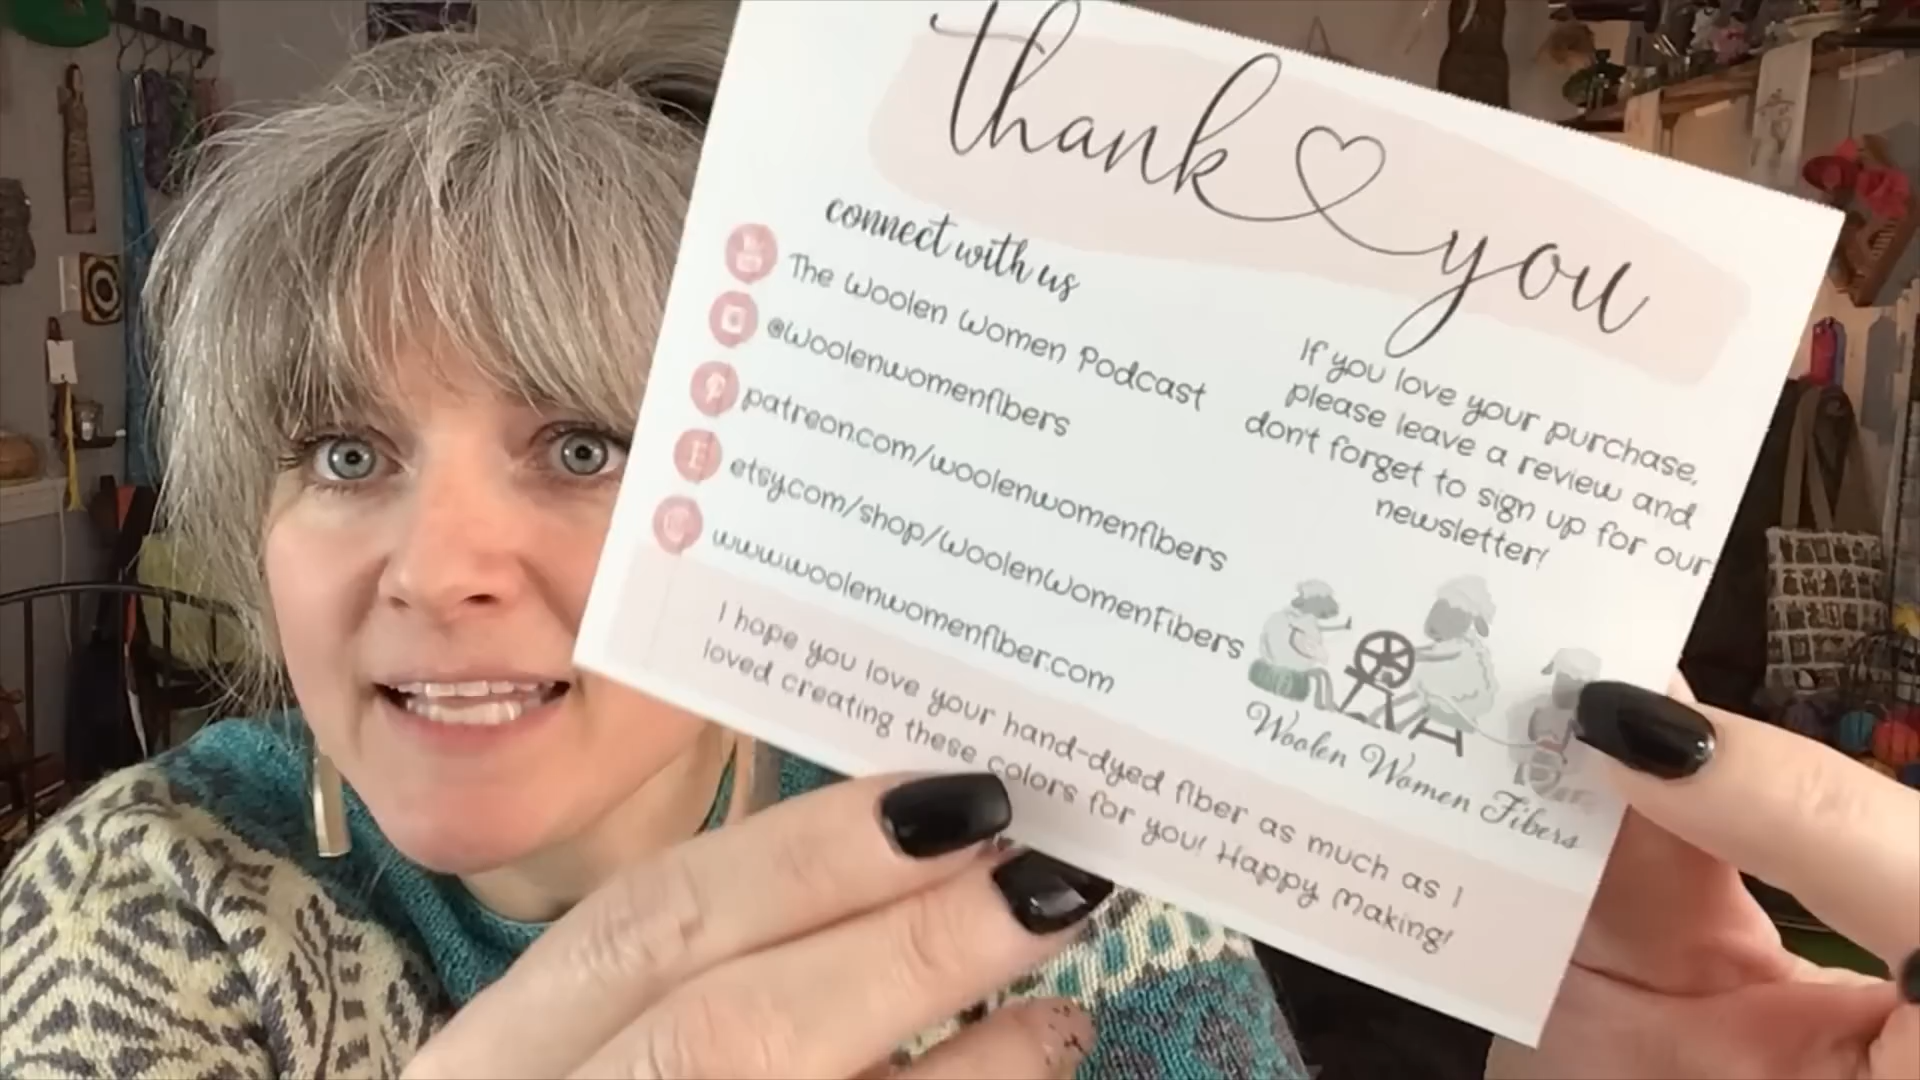 thank you
connect with us
The Woolen Women Podcast
@woolenwomenfibers
patreon.com/woolenwomenfibers
etsy.com/shop/WoolenWomenFibers
www.woolenwomenfiber.com
If you love your purchase,
please leave a review and
don't forget to sign up for our
newsletter!
Woolen Women Fibers
I hope you love your hand-dyed fiber as much as I
loved creating these colors for you! Happy Making!